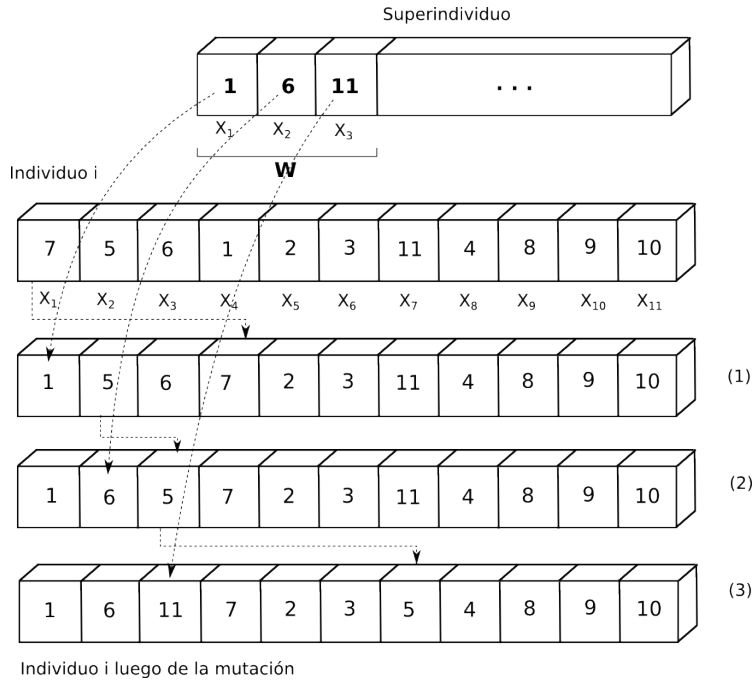 Superindividuo
1 6 11 . . .
X1 X2 X3
W
Individuo i
7 5 6 1 2 3 11 4 8 9 10
X1 X2 X3 X4 X5 X6 X7 X8 X9 X10 X11
1 5 6 7 2 3 11 4 8 9 10 (1)
1 6 5 7 2 3 11 4 8 9 10 (2)
1 6 11 7 2 3 5 4 8 9 10 (3)
Individuo i luego de la mutación